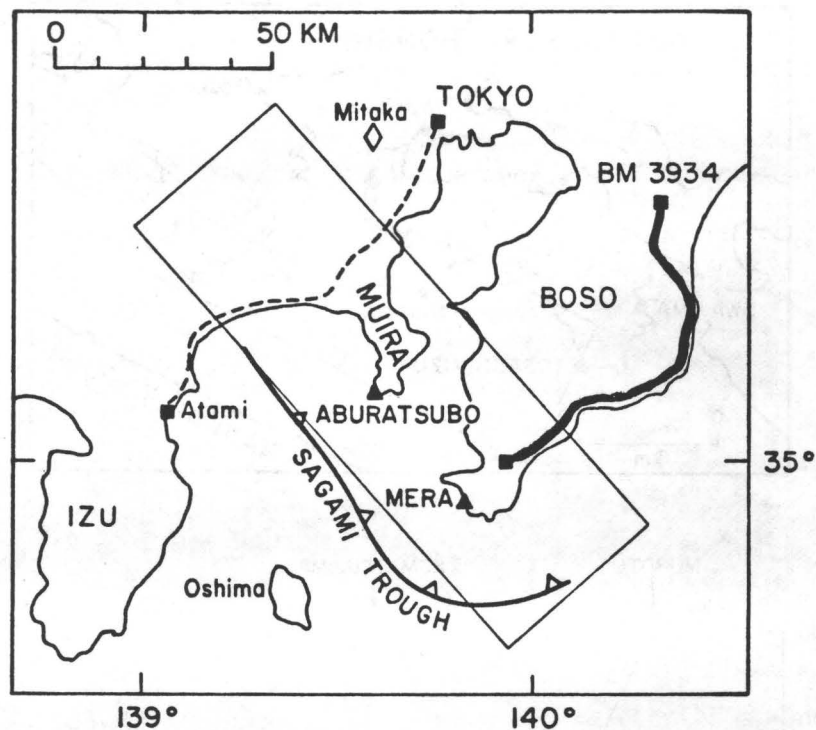 0 50 KM
Mitaka
TOKYO
BM 3934
BOSO
MUIRA
Atami
ABURATSUBO
35°
SAGAMI TROUGH
MERA
IZU
Oshima
139° 140°